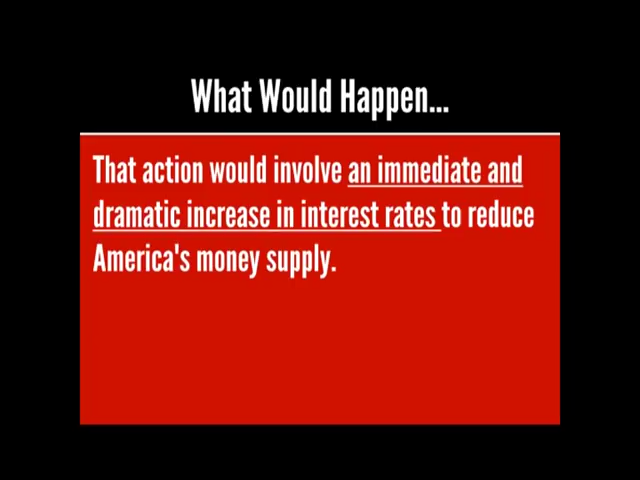 What Would Happen...
That action would involve an immediate and
dramatic increase in interest rates to reduce
America's money supply.